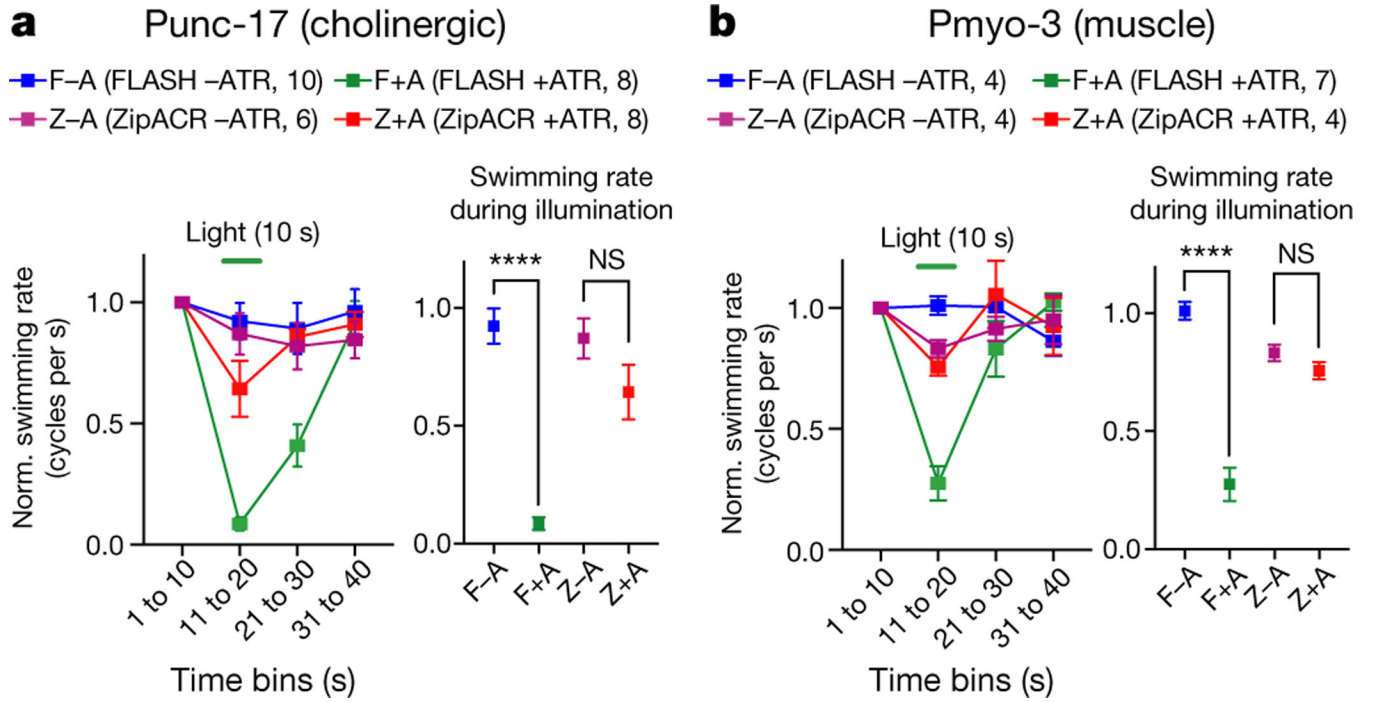 a Punc-17 (cholinergic)
F–A (FLASH –ATR, 10) F+A (FLASH +ATR, 8)
Z–A (ZipACR –ATR, 6) Z+A (ZipACR +ATR, 8)
Swimming rate
during illumination
Light (10 s)
**** NS
Norm. swimming rate
(cycles per s)
1.0
0.5
0.0
1 to 10
11 to 20
21 to 30
31 to 40
Time bins (s)
1.0
0.5
0.0
F–A
F+A
Z–A
Z+A
b Pmyo-3 (muscle)
F–A (FLASH –ATR, 4) F+A (FLASH +ATR, 7)
Z–A (ZipACR –ATR, 4) Z+A (ZipACR +ATR, 4)
Swimming rate
during illumination
Light (10 s)
**** NS
Norm. swimming rate
(cycles per s)
1.0
0.5
0.0
1 to 10
11 to 20
21 to 30
31 to 40
Time bins (s)
1.0
0.5
0.0
F–A
F+A
Z–A
Z+A